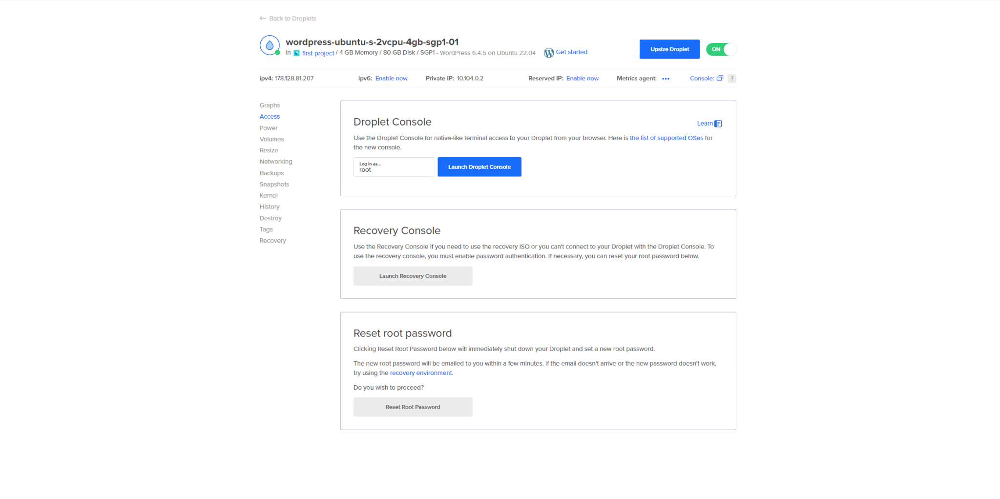 Back to Droplets
wordpress-ubuntu-s-2vcpu-4gb-sgp1-01
in first-project / 4 GB Memory / 80 GB Disk / SGP1 - WordPress 6.4.5 on Ubuntu 22.04 Get started
Upsize Droplet
ON
ipv4: 178.128.81.207 ipv6: Enable now Private IP: 10.104.0.2 Reserved IP: Enable now Metrics agent: ••• Console: ?
Graphs
Access
Power
Volumes
Resize
Networking
Backups
Snapshots
Kernel
History
Destroy
Tags
Recovery
Droplet Console
Learn
Use the Droplet Console for native-like terminal access to your Droplet from your browser. Here is the list of supported OSes for
the new console.
Log in as...
root
Launch Droplet Console
Recovery Console
Use the Recovery Console if you need to use the recovery ISO or you can't connect to your Droplet with the Droplet Console. To
use the recovery console, you must enable password authentication. If necessary, you can reset your root password below.
Launch Recovery Console
Reset root password
Clicking Reset Root Password below will immediately shut down your Droplet and set a new root password.
The new root password will be emailed to you within a few minutes. If the email doesn't arrive or the new password doesn't work,
try using the recovery environment.
Do you wish to proceed?
Reset Root Password